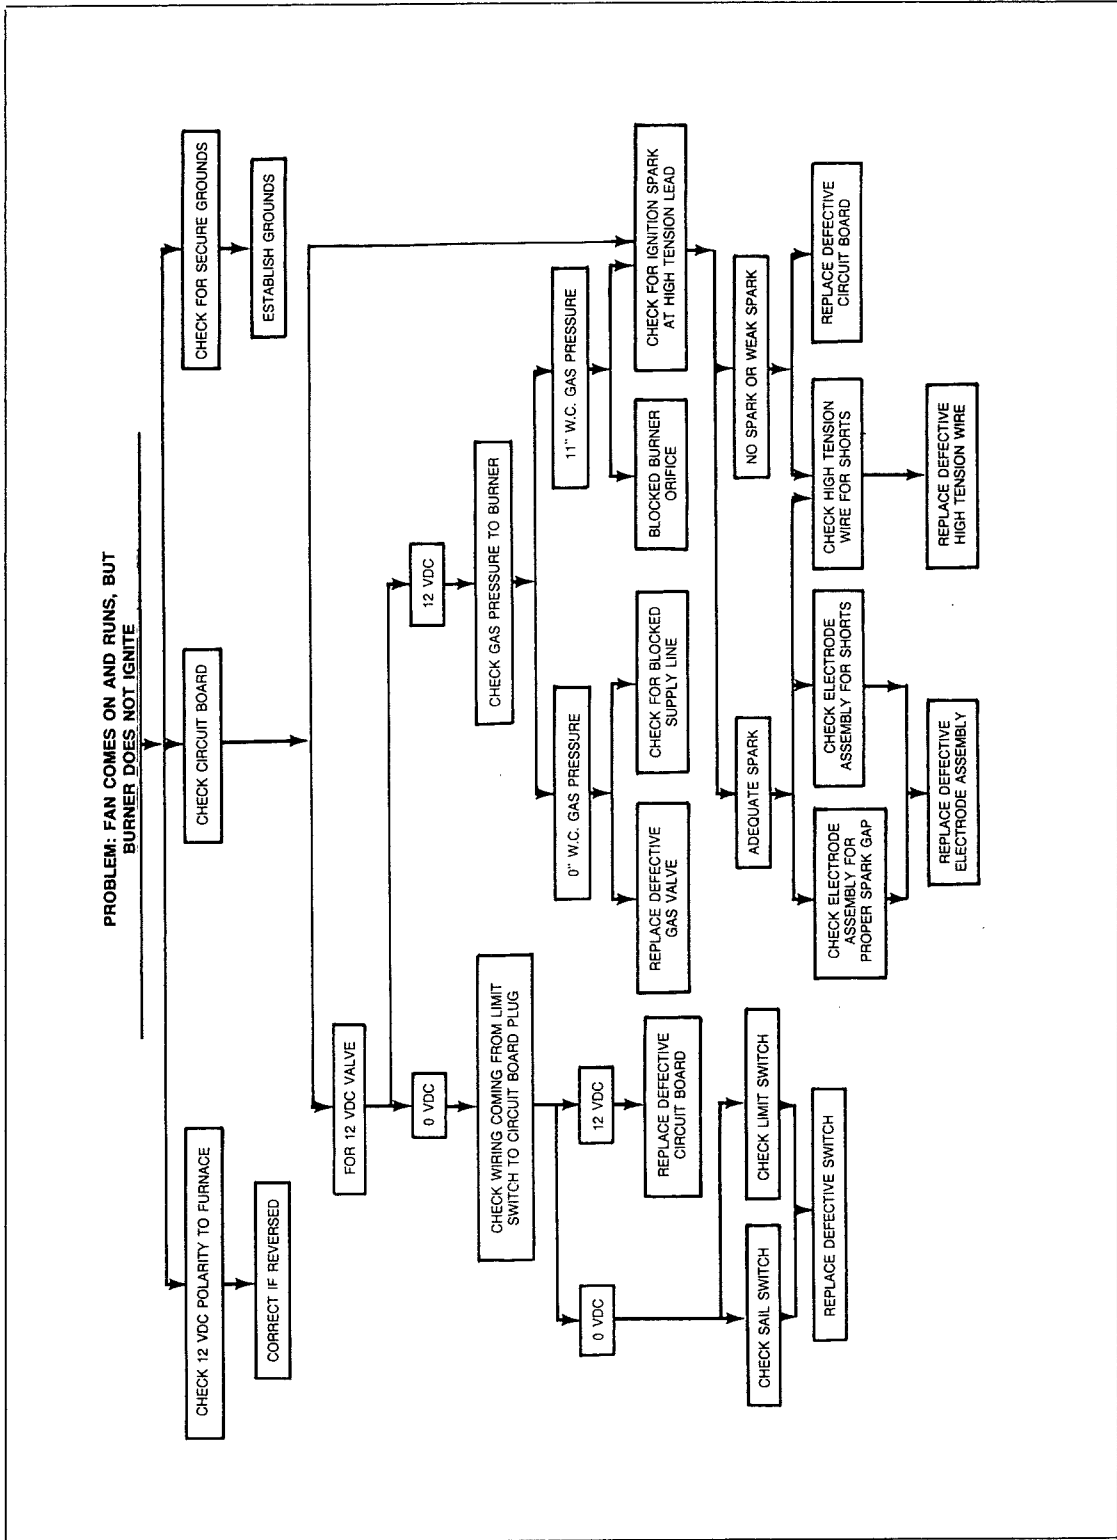 PROBLEM: FAN COMES ON AND RUNS, BUT
BURNER DOES NOT IGNITE
CHECK 12 VDC POLARITY TO FURNACE
CHECK CIRCUIT BOARD
CHECK FOR SECURE GROUNDS
CORRECT IF REVERSED
ESTABLISH GROUNDS
FOR 12 VDC VALVE
0 VDC
12 VDC
CHECK WIRING COMING FROM LIMIT
SWITCH TO CIRCUIT BOARD PLUG
CHECK GAS PRESSURE TO BURNER
0 VDC
12 VDC
0" W.C. GAS PRESSURE
11" W.C. GAS PRESSURE
REPLACE DEFECTIVE
CIRCUIT BOARD
REPLACE DEFECTIVE
GAS VALVE
CHECK FOR BLOCKED
SUPPLY LINE
BLOCKED BURNER
ORIFICE
CHECK FOR IGNITION SPARK
AT HIGH TENSION LEAD
CHECK SAIL SWITCH
CHECK LIMIT SWITCH
ADEQUATE SPARK
NO SPARK OR WEAK SPARK
REPLACE DEFECTIVE SWITCH
CHECK ELECTRODE
ASSEMBLY FOR
PROPER SPARK GAP
CHECK ELECTRODE
ASSEMBLY FOR SHORTS
CHECK HIGH TENSION
WIRE FOR SHORTS
REPLACE DEFECTIVE
CIRCUIT BOARD
REPLACE DEFECTIVE
ELECTRODE ASSEMBLY
REPLACE DEFECTIVE
HIGH TENSION WIRE